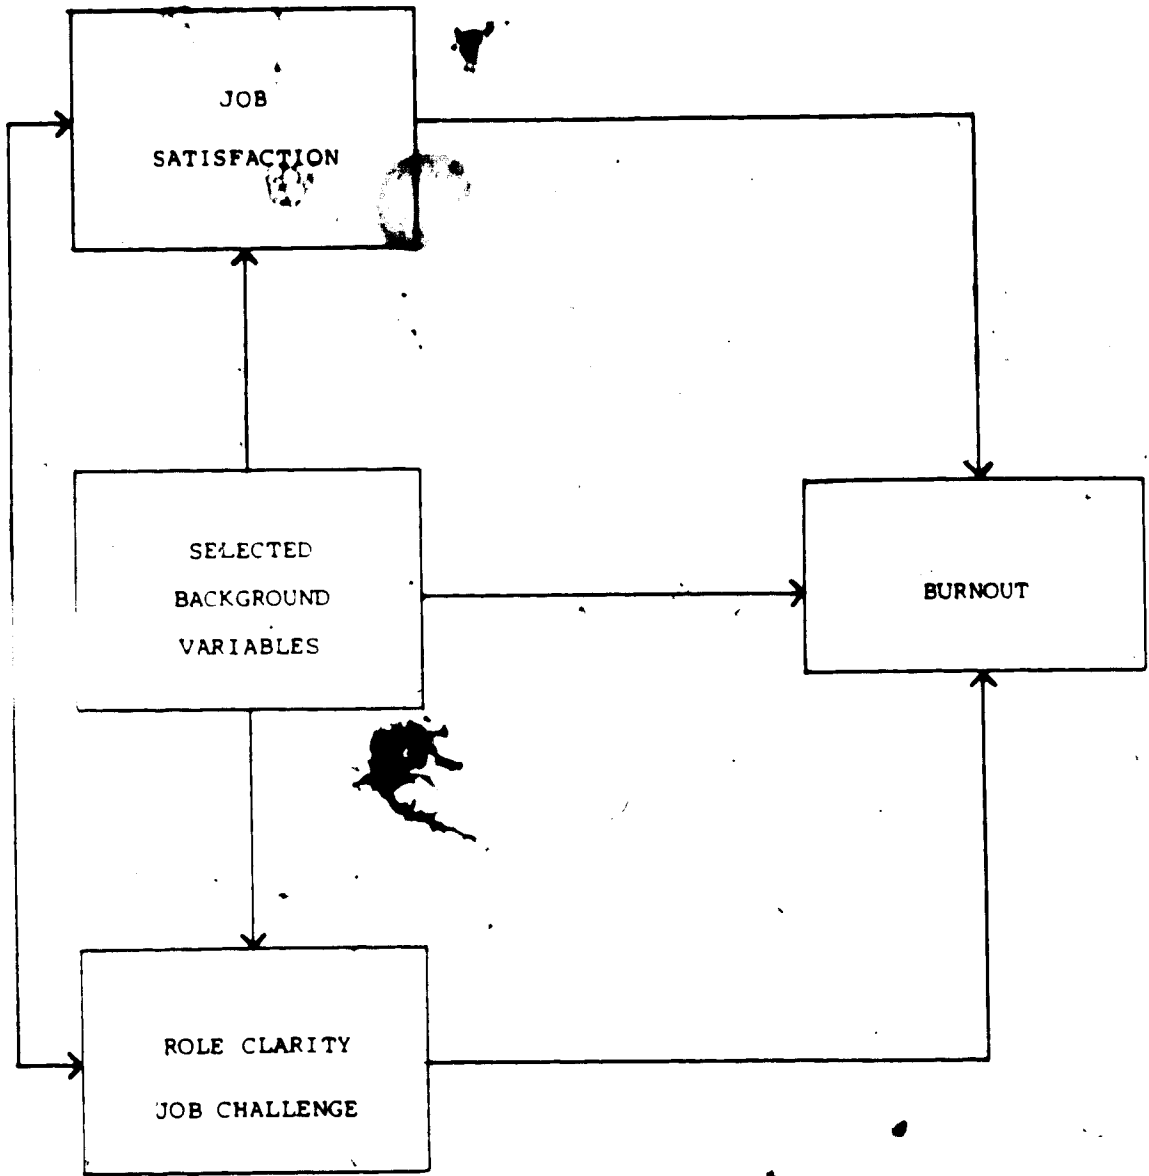 JOB
SATISFACTION
SELECTED
BACKGROUND
VARIABLES
BURNOUT
ROLE CLARITY
JOB CHALLENGE